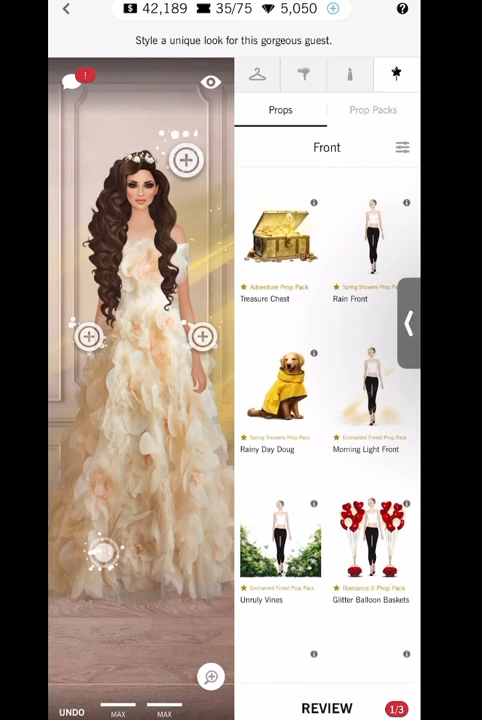 42,189 35/75 5,050
Style a unique look for this gorgeous guest.
!
Props Prop Packs
Front
Adventure Prop Pack
Treasure Chest
Spring Showers Prop
Rain Front
Spring Showers Prop Pack
Rainy Day Doug
Enchanted Forest Prop Pack
Morning Light Front
Enchanted Forest Prop Pack
Unruly Vines
Romance II Prop Pack
Glitter Balloon Baskets
UNDO
MAX
MAX
REVIEW
1/3